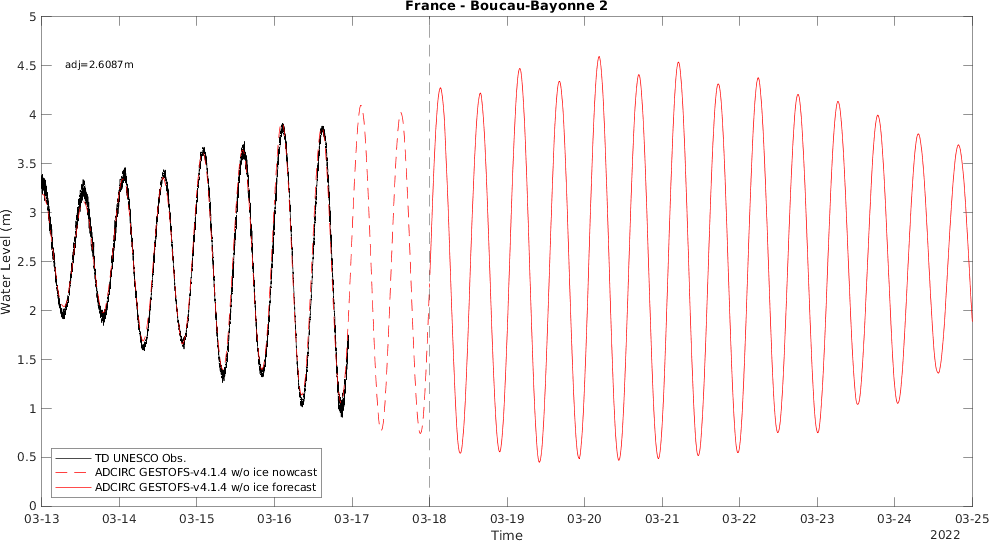 France - Boucau-Bayonne 2
adj=2.6087m
5
4.5
4
3.5
3
2.5
2
1.5
1
0.5
0
Water Level (m)
TD UNESCO Obs.
ADCIRC GESTOFS-v4.1.4 w/o ice nowcast
ADCIRC GESTOFS-v4.1.4 w/o ice forecast
03-13 03-14 03-15 03-16 03-17 03-18 03-19 03-20 03-21 03-22 03-23 03-24 03-25
Time
2022